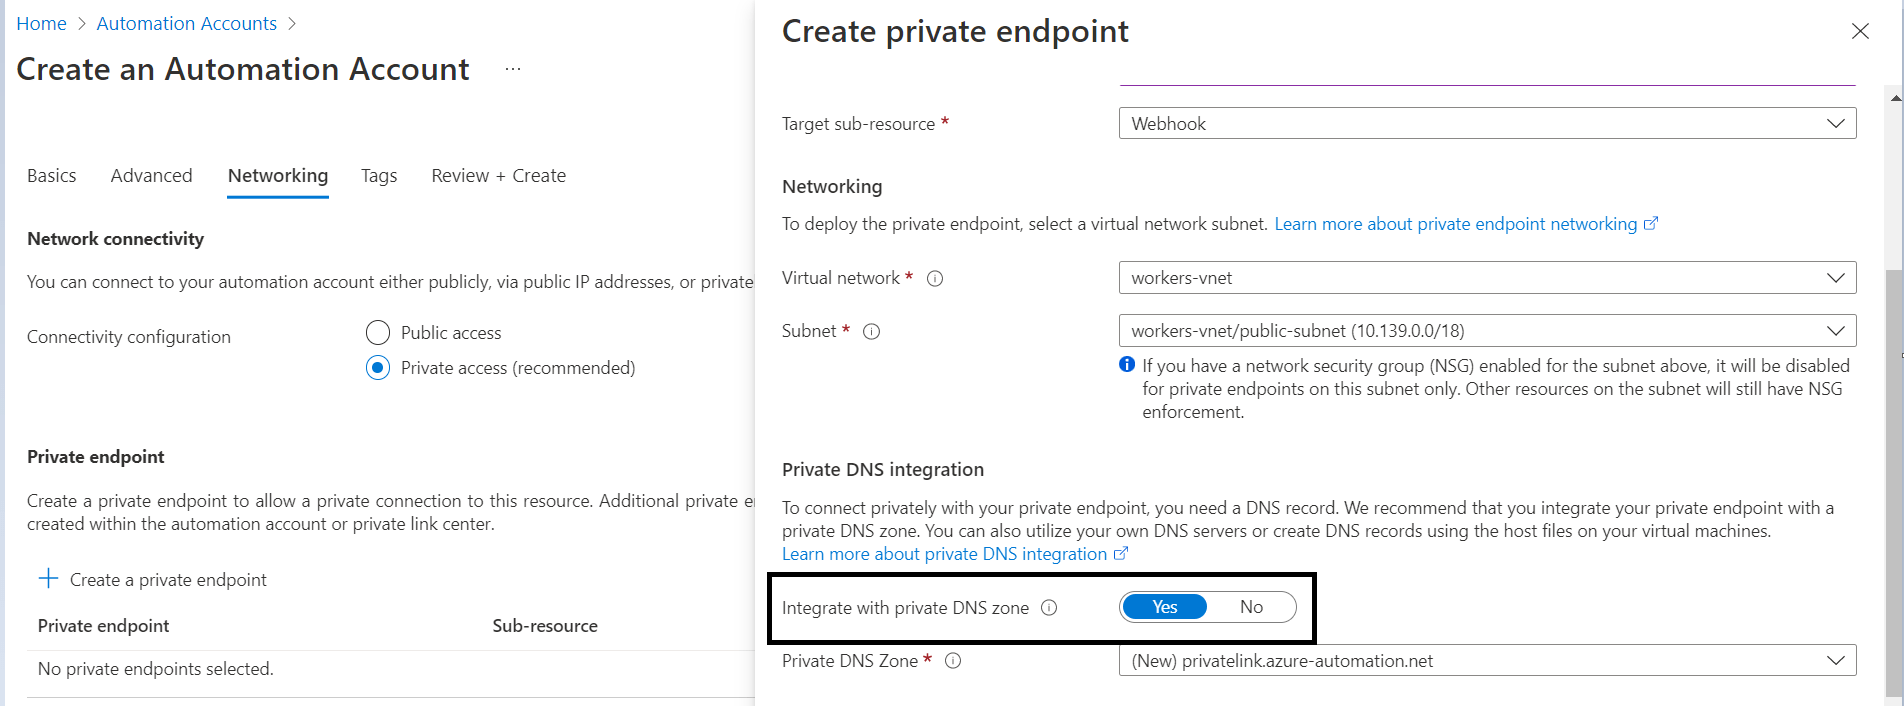 Home > Automation Accounts >
Create an Automation Account ...
Basics Advanced Networking Tags Review + Create
Network connectivity
You can connect to your automation account either publicly, via public IP addresses, or private
Connectivity configuration
Public access
Private access (recommended)
Private endpoint
Create a private endpoint to allow a private connection to this resource. Additional private
created within the automation account or private link center.
+ Create a private endpoint
Private endpoint Sub-resource
No private endpoints selected.
Create private endpoint
Target sub-resource * Webhook
Networking
To deploy the private endpoint, select a virtual network subnet. Learn more about private endpoint networking
Virtual network * workers-vnet
Subnet * workers-vnet/public-subnet (10.139.0.0/18)
If you have a network security group (NSG) enabled for the subnet above, it will be disabled
for private endpoints on this subnet only. Other resources on the subnet will still have NSG
enforcement.
Private DNS integration
To connect privately with your private endpoint, you need a DNS record. We recommend that you integrate your private endpoint with a
private DNS zone. You can also utilize your own DNS servers or create DNS records using the host files on your virtual machines.
Learn more about private DNS integration
Integrate with private DNS zone Yes No
Private DNS Zone * (New) privatelink.azure-automation.net